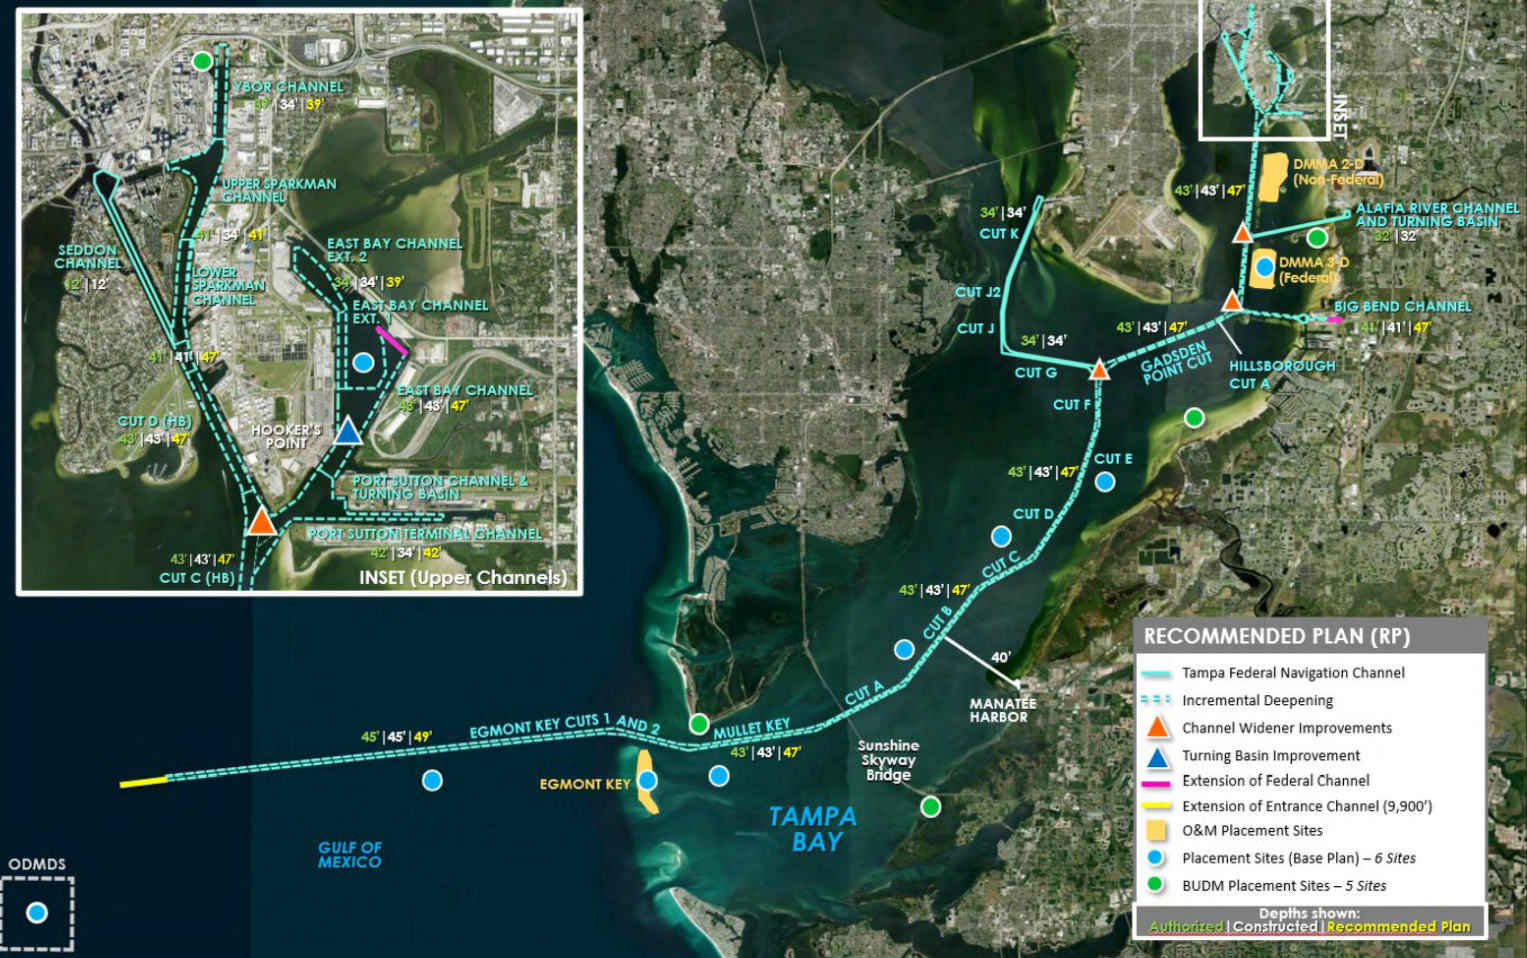 YBOR CHANNEL
39'|34'|39'
UPPER SPARKMAN
CHANNEL
41'|34'|41'
SEDDON
CHANNEL
12'|12'
LOWER
SPARKMAN
CHANNEL
EAST BAY CHANNEL
EXT. 2
34'|34'|39'
EAST BAY CHANNEL
EXT. 1
41'|41'|47'
EAST BAY CHANNEL
43'|43'|47'
CUT D (HB)
43'|43'|47'
HOOKER'S
POINT
PORT SUTTON CHANNEL &
TURNING BASIN
PORT SUTTON TERMINAL CHANNEL
42'|34'|42'
43'|43'|47'
CUT C (HB)
INSET (Upper Channels)
INSET
DMMA 2-D
(Non-Federal)
43'|43'|47'
ALAFIA RIVER CHANNEL
AND TURNING BASIN
32'|32'
34'|34'
CUT K
DMMA 3-D
(Federal)
CUT J2
BIG BEND CHANNEL
41'|41'|47'
CUT J
34'|34'
43'|43'|47'
GADSDEN
POINT CUT
HILLSBOROUGH
CUT A
CUT G
CUT F
CUT E
43'|43'|47'
CUT D
CUT C
43'|43'|47'
CUT B
40'
MANATEE
HARBOR
CUT A
MULLET KEY
43'|43'|47'
EGMONT KEY CUTS 1 AND 2
45'|45'|49'
Sunshine
Skyway
Bridge
EGMONT KEY
TAMPA
BAY
GULF OF
MEXICO
ODMDS
RECOMMENDED PLAN (RP)
Tampa Federal Navigation Channel
Incremental Deepening
Channel Widener Improvements
Turning Basin Improvement
Extension of Federal Channel
Extension of Entrance Channel (9,900')
O&M Placement Sites
Placement Sites (Base Plan) – 6 Sites
BUDM Placement Sites – 5 Sites
Depths shown:
Authorized|Constructed|Recommended Plan